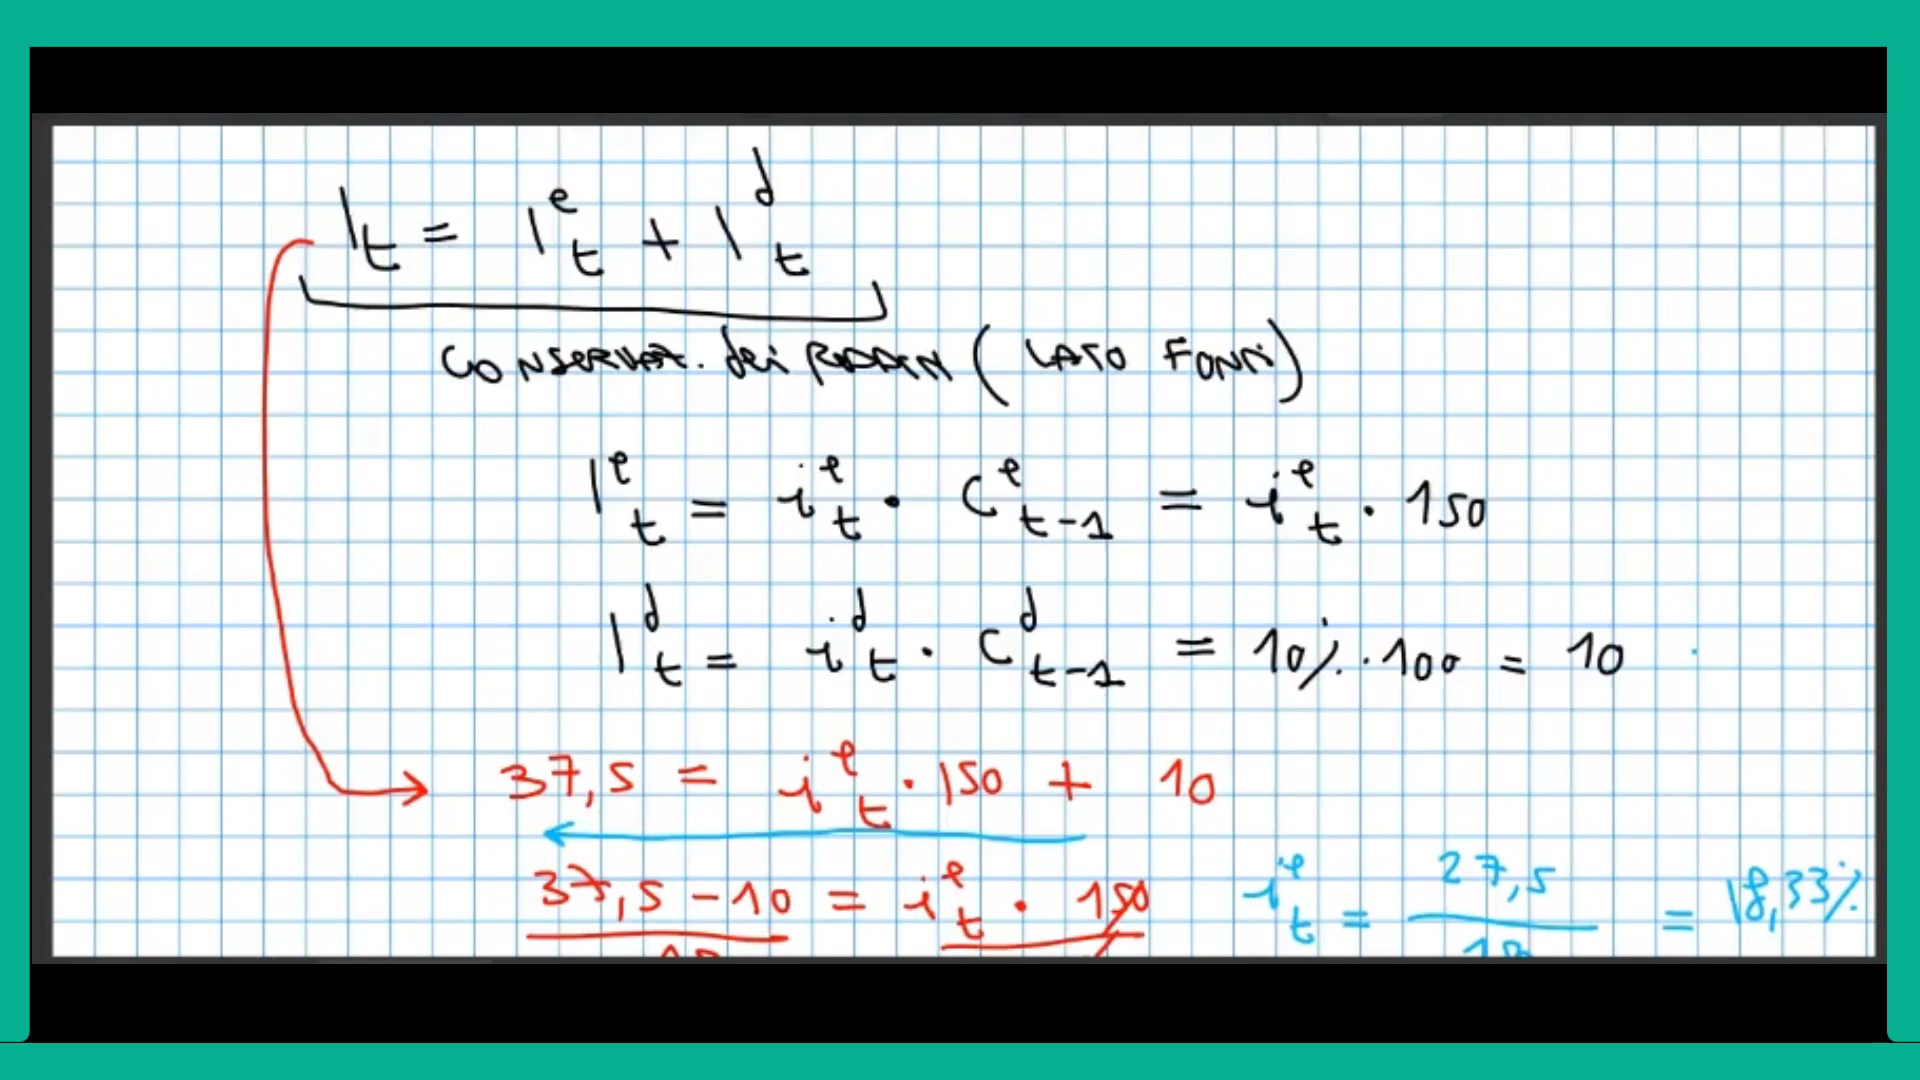 I_t = I^e_t + I^d_t
CONSERVAZ. dei REDDITI (LATO FONTI)
I^e_t = i^e_t · C^e_{t-1} = i^e_t · 150
I^d_t = i^d_t · C^d_{t-1} = 10% · 100 = 10
37,5 = i^e_t · 150 + 10
37,5 - 10 = i^e_t · 150
i^e_t = 27,5 = 18,33%